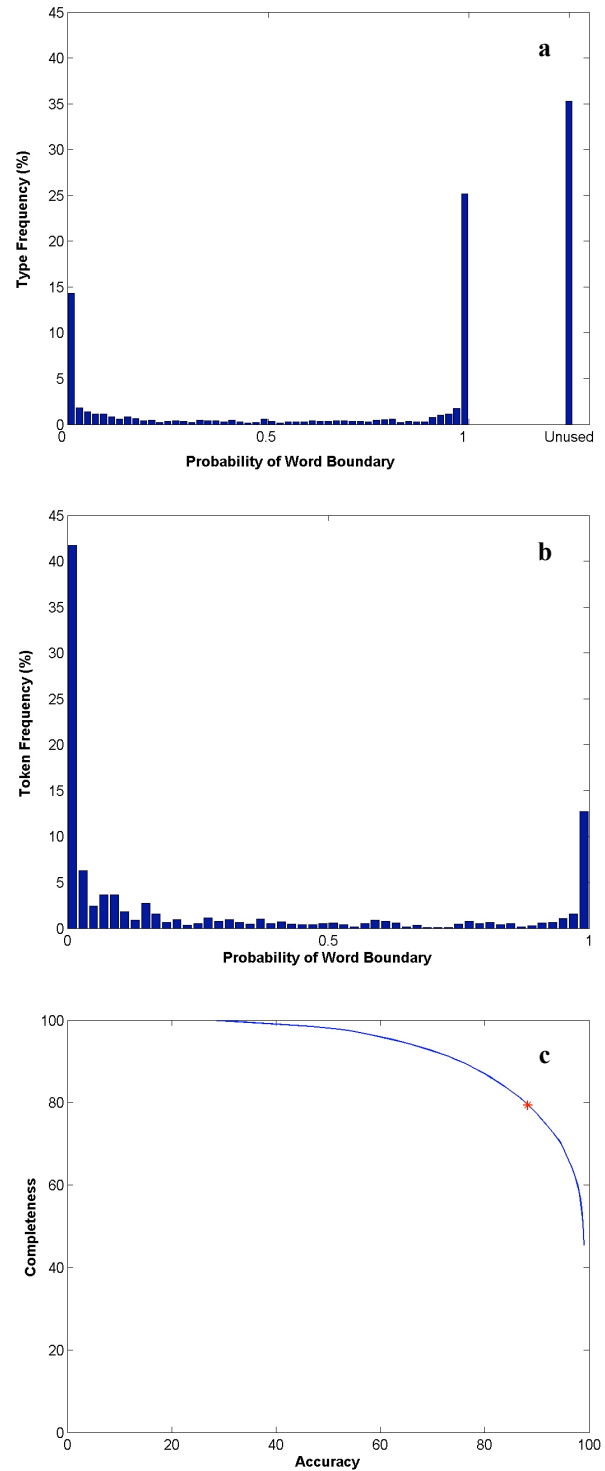 45
a
40
35
30
25
20
15
10
5
0
Type Frequency (%)
0 0.5 1 Unused
Probability of Word Boundary
45
b
40
35
30
25
20
15
10
5
0
Token Frequency (%)
0 0.5 1
Probability of Word Boundary
100
c
80
60
40
20
0
Completeness
0 20 40 60 80 100
Accuracy